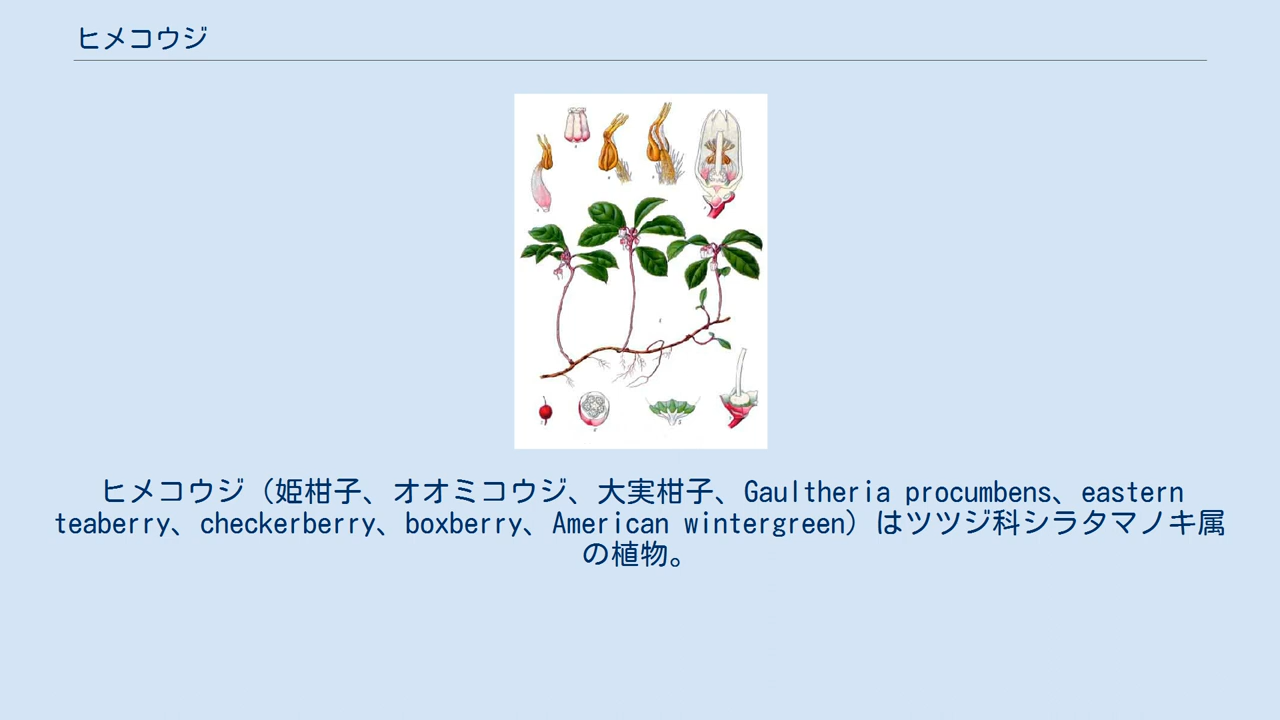 ヒメコウジ
ヒメコウジ（姫柑子、オオミコウジ、大実柑子、Gaultheria procumbens、eastern
teaberry、checkerberry、boxberry、American wintergreen）はツツジ科シラタマノキ属
の植物。